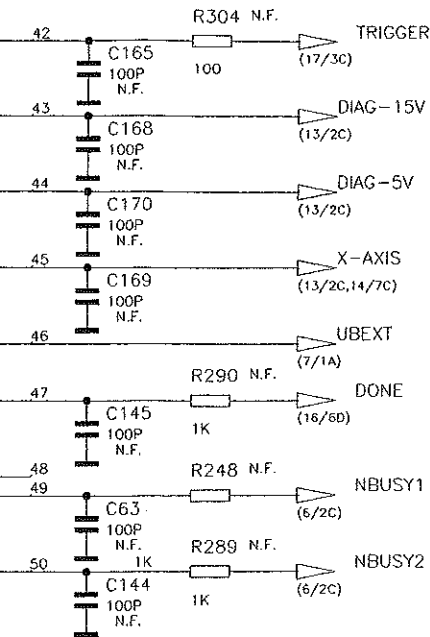 R304 N.F.
42 TRIGGER
C165 100 (17/3C)
100P
N.F.
43 DIAG-15V
C168 (13/2C)
100P
N.F.
44 DIAG-5V
C170 (13/2C)
100P
N.F.
45 X-AXIS
C169 (13/2C,14/7C)
100P
N.F.
46 UBEXT
(7/1A)
R290 N.F.
47 DONE
C145 1K (16/6D)
100P
N.F.
48
R248 N.F.
49 NBUSY1
C63 (6/2C)
100P
N.F.
1K R289 N.F.
50 NBUSY2
C144 1K (6/2C)
100P
N.F.